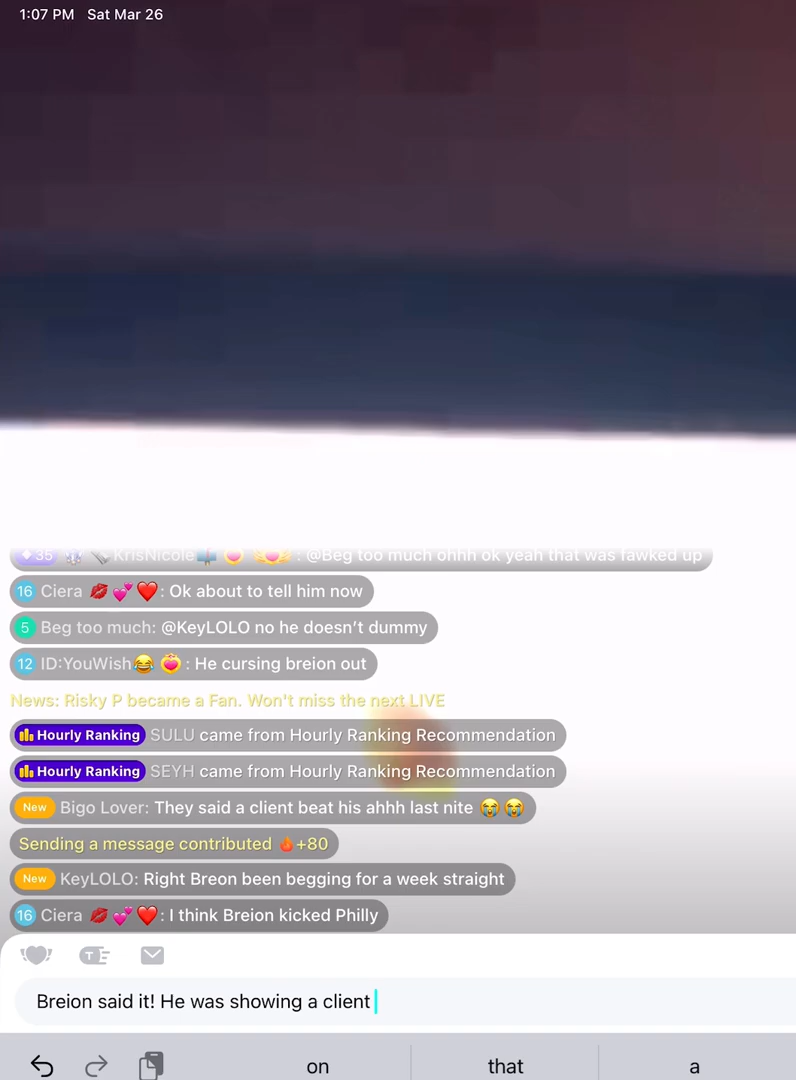 1:07 PM Sat Mar 26
35 KrisNicole : @Beg too much ohhh ok yeah that was fawked up
16 Ciera 💋 💕 ❤️ : Ok about to tell him now
5 Beg too much: @KeyLOLO no he doesn't dummy
12 ID:YouWish😂 : He cursing breion out
News: Risky P became a Fan. Won't miss the next LIVE
Hourly Ranking SULU came from Hourly Ranking Recommendation
Hourly Ranking SEYH came from Hourly Ranking Recommendation
New Bigo Lover: They said a client beat his ahhh last nite 😭 😭
Sending a message contributed 🔥+80
New KeyLOLO: Right Breon been begging for a week straight
16 Ciera 💋 💕 ❤️ : I think Breion kicked Philly
T
Breion said it! He was showing a client
on that a